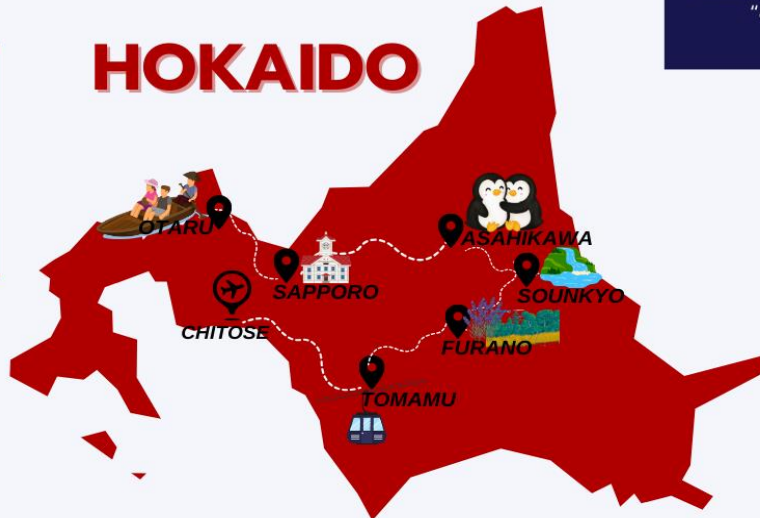 HOKAIDO
OTARU
ASAHIKAWA
SAPPORO
SOUNKYO
CHITOSE
FURANO
TOMAMU